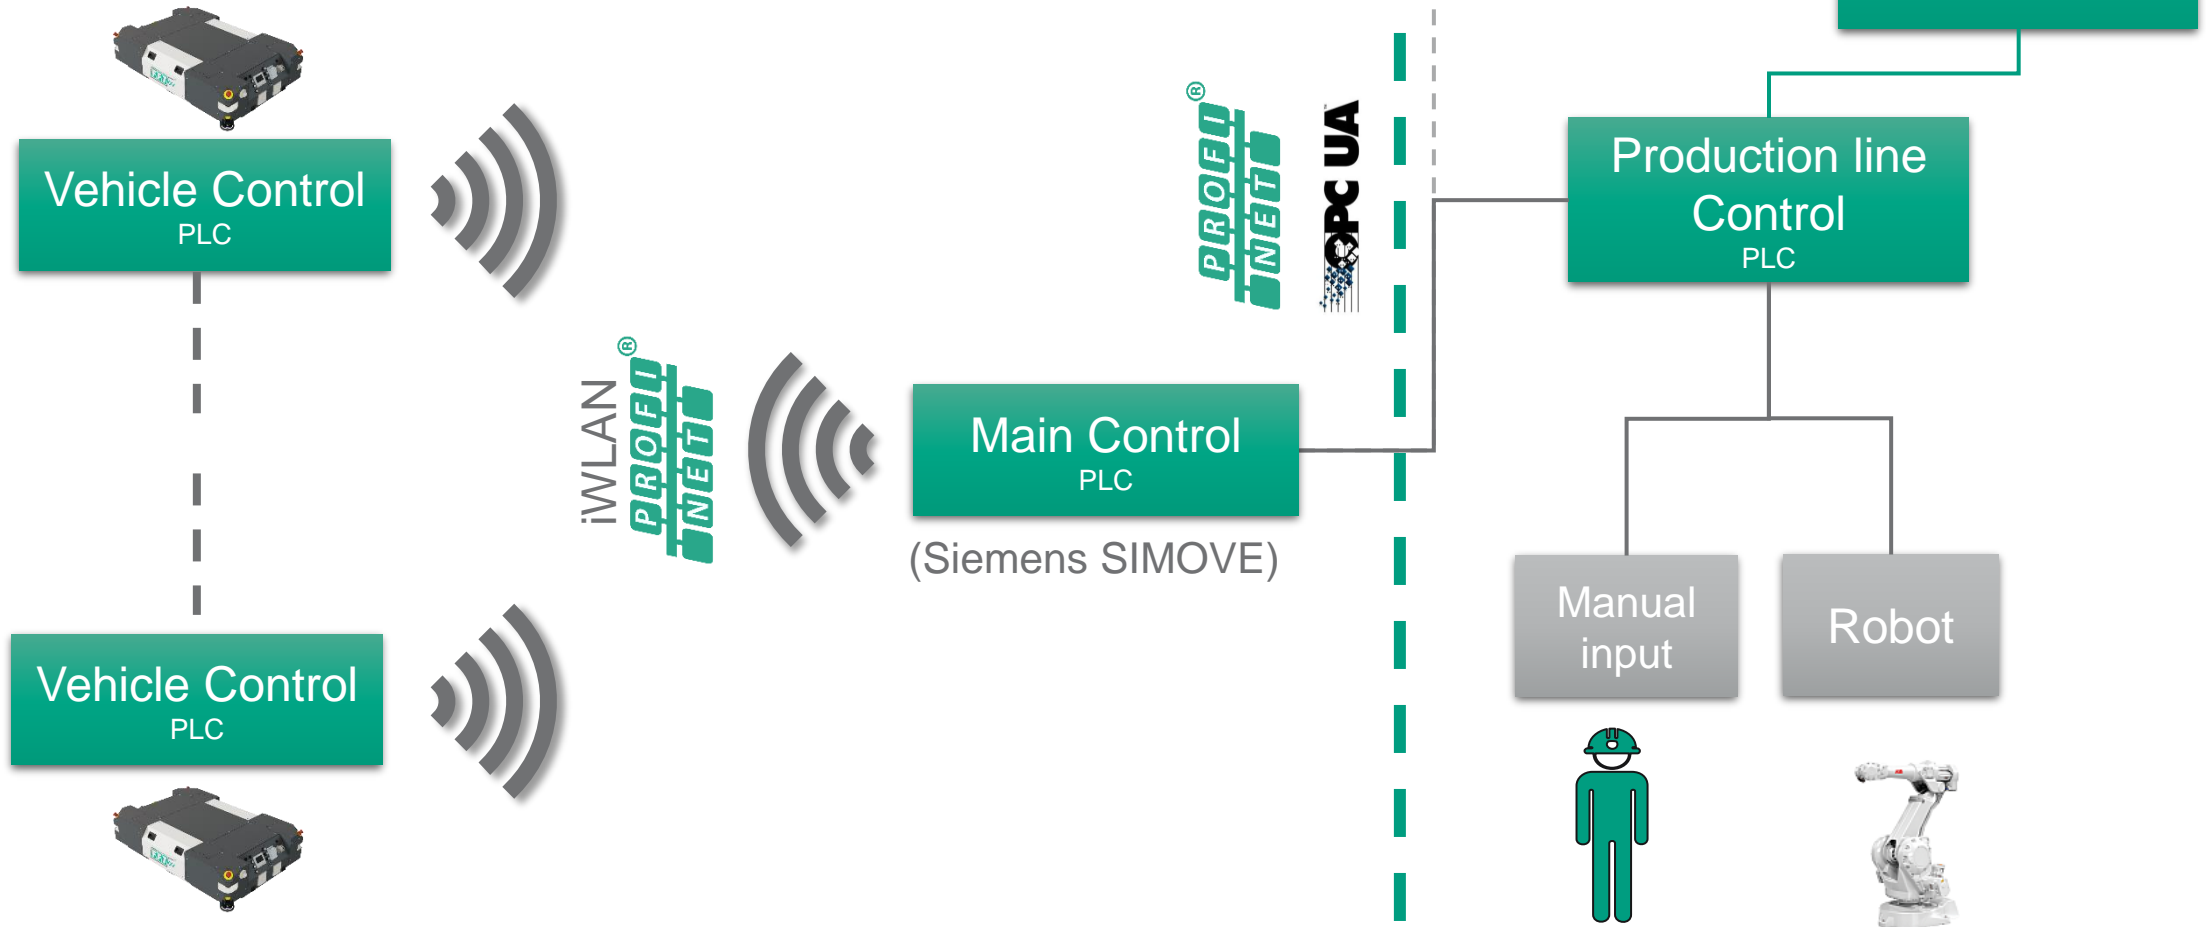 Vehicle Control
PLC
iWLAN
PROFI
NET
®
Main Control
PLC
(Siemens SIMOVE)
PROFI
NET
®
OPC UA
Production line
Control
PLC
Manual
input
Robot
Vehicle Control
PLC